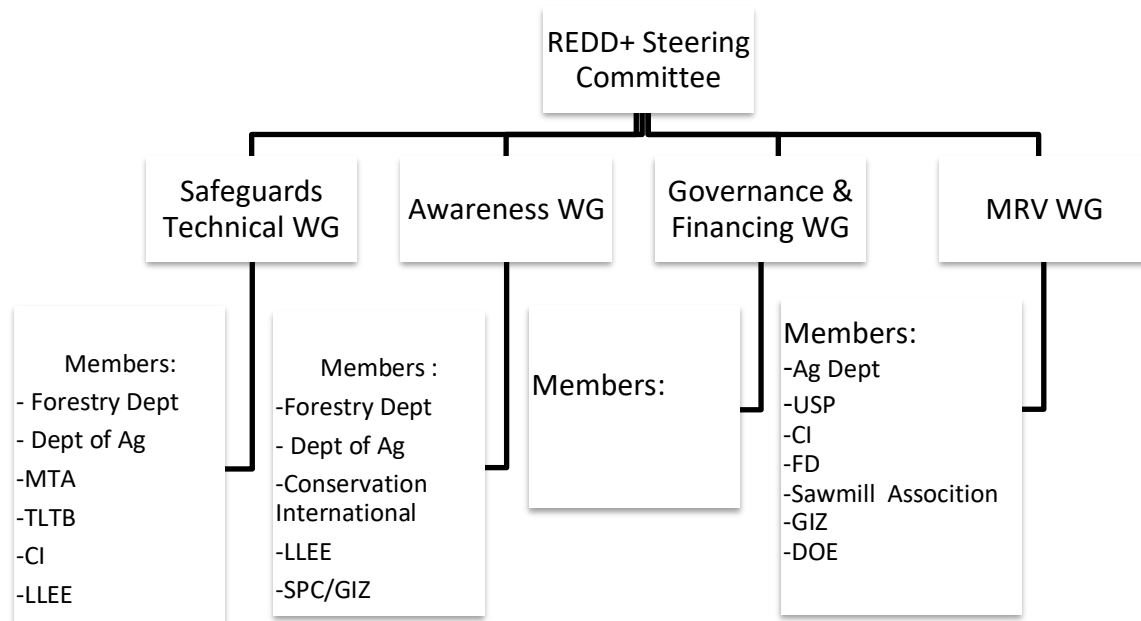 REDD+ Steering
Committee
Safeguards
Technical WG
Awareness WG
Governance &
Financing WG
MRV WG
Members:
- Forestry Dept
- Dept of Ag
-MTA
-TLTB
-CI
-LLEE
Members :
-Forestry Dept
- Dept of Ag
-Conservation
International
-LLEE
-SPC/GIZ
Members:
Members:
-Ag Dept
-USP
-CI
-FD
-Sawmill Assocition
-GIZ
-DOE